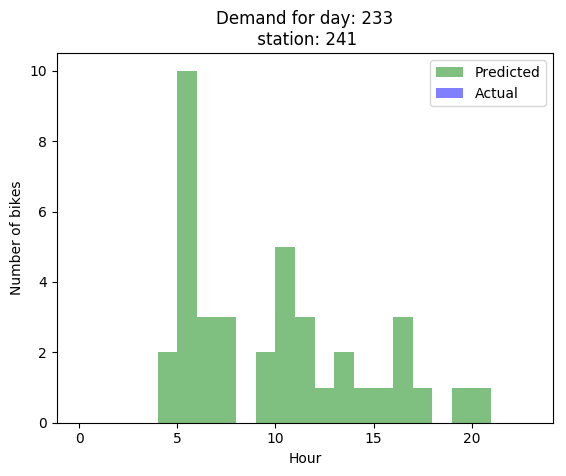 Demand for day: 233
station: 241
Predicted
Actual
Number of bikes
10
8
6
4
2
0
0
5
10
15
20
Hour